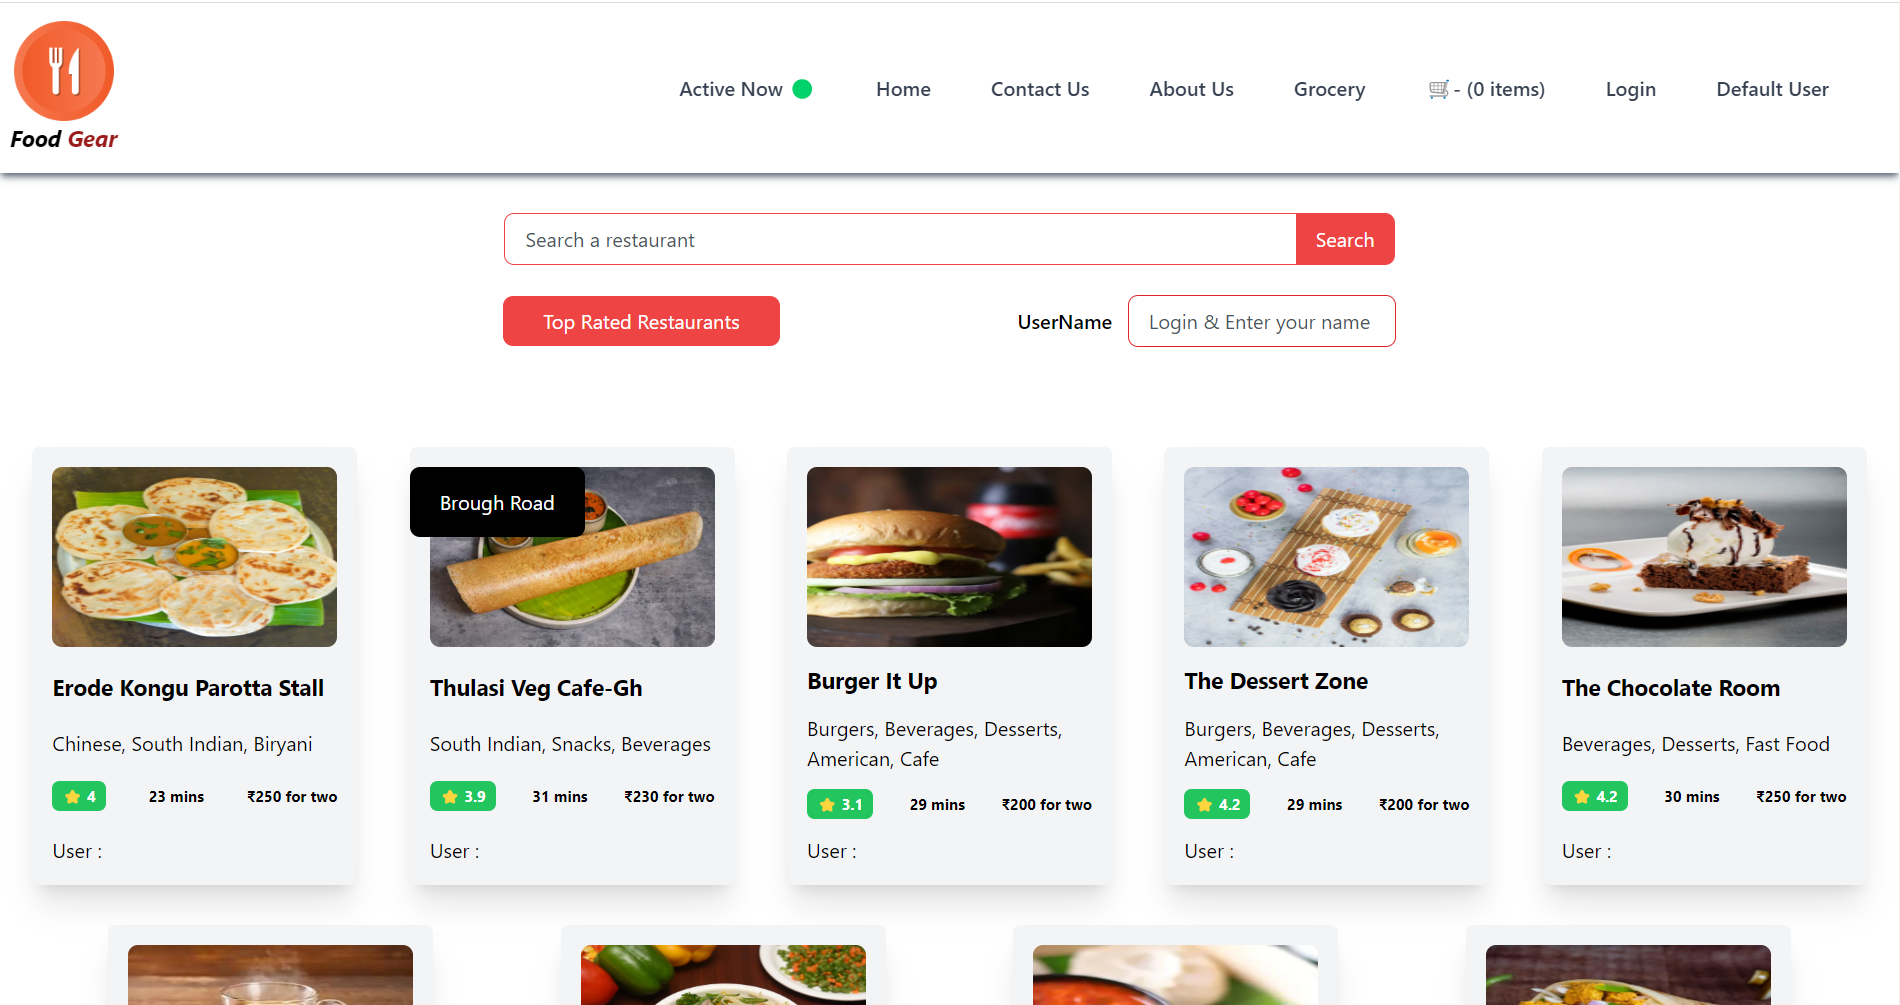 Food Gear
Active Now
Home
Contact Us
About Us
Grocery
- (0 items)
Login
Default User
Search a restaurant
Search
Top Rated Restaurants
UserName
Login & Enter your name
Erode Kongu Parotta Stall
Chinese, South Indian, Biryani
4
23 mins
₹250 for two
User :
Brough Road
Thulasi Veg Cafe-Gh
South Indian, Snacks, Beverages
3.9
31 mins
₹230 for two
User :
Burger It Up
Burgers, Beverages, Desserts,
American, Cafe
3.1
29 mins
₹200 for two
User :
The Dessert Zone
Burgers, Beverages, Desserts,
American, Cafe
4.2
29 mins
₹200 for two
User :
The Chocolate Room
Beverages, Desserts, Fast Food
4.2
30 mins
₹250 for two
User :